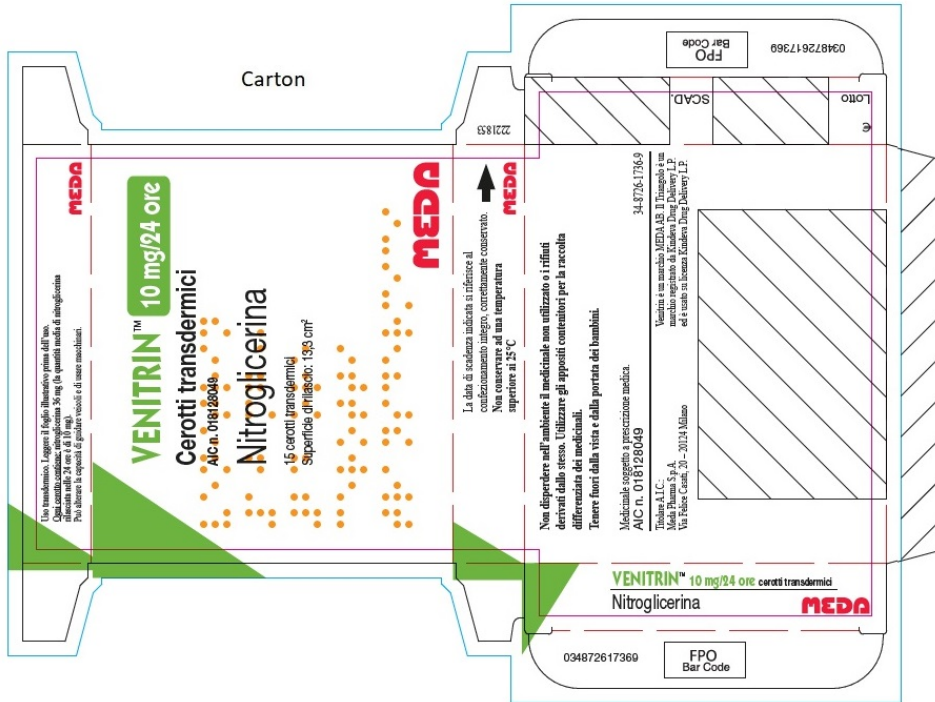 Carton
Uso transdermico. Leggere il foglio illustrativo prima dell'uso.
Ogni cerotto contiene: nitroglicerina 36 mg (la quantità media di nitroglicerina
rilasciata nelle 24 ore è di 10 mg).
Può alterare la capacità di guidare veicoli e di usare macchinari.
MEDA
VENITRIN™ 10 mg/24 ore
Cerotti transdermici
AIC n. 018128049
Nitroglicerina
15 cerotti transdermici
Superficie di rilascio: 13,3 cm²
MEDA
2221853
La data di scadenza indicata si riferisce al
confezionamento integro, correttamente conservato.
Non conservare ad una temperatura
superiore ai 25°C
MEDA
FPO
Bar Code
034872617369
SCAD.
Lotto
Non disperdere nell'ambiente il medicinale non utilizzato o i rifiuti
derivati dallo stesso. Utilizzare gli appositi contenitori per la raccolta
differenziata dei medicinali.
Tenere fuori dalla vista e dalla portata dei bambini.
34-8726-1736-9
Medicinale soggetto a prescrizione medica.
AIC n. 018128049
Titolare A.I.C.:
Meda Pharma S.p.A.
Via Felice Casati, 20 – 20124 Milano
Venitrin è un marchio MEDA AB. Il Triangolo è un
marchio registrato da Kindeva Drug Delivery L.P.
ed è usato su licenza Kindeva Drug Delivery L.P.
VENITRIN™ 10 mg/24 ore cerotti transdermici
Nitroglicerina
MEDA
034872617369
FPO
Bar Code